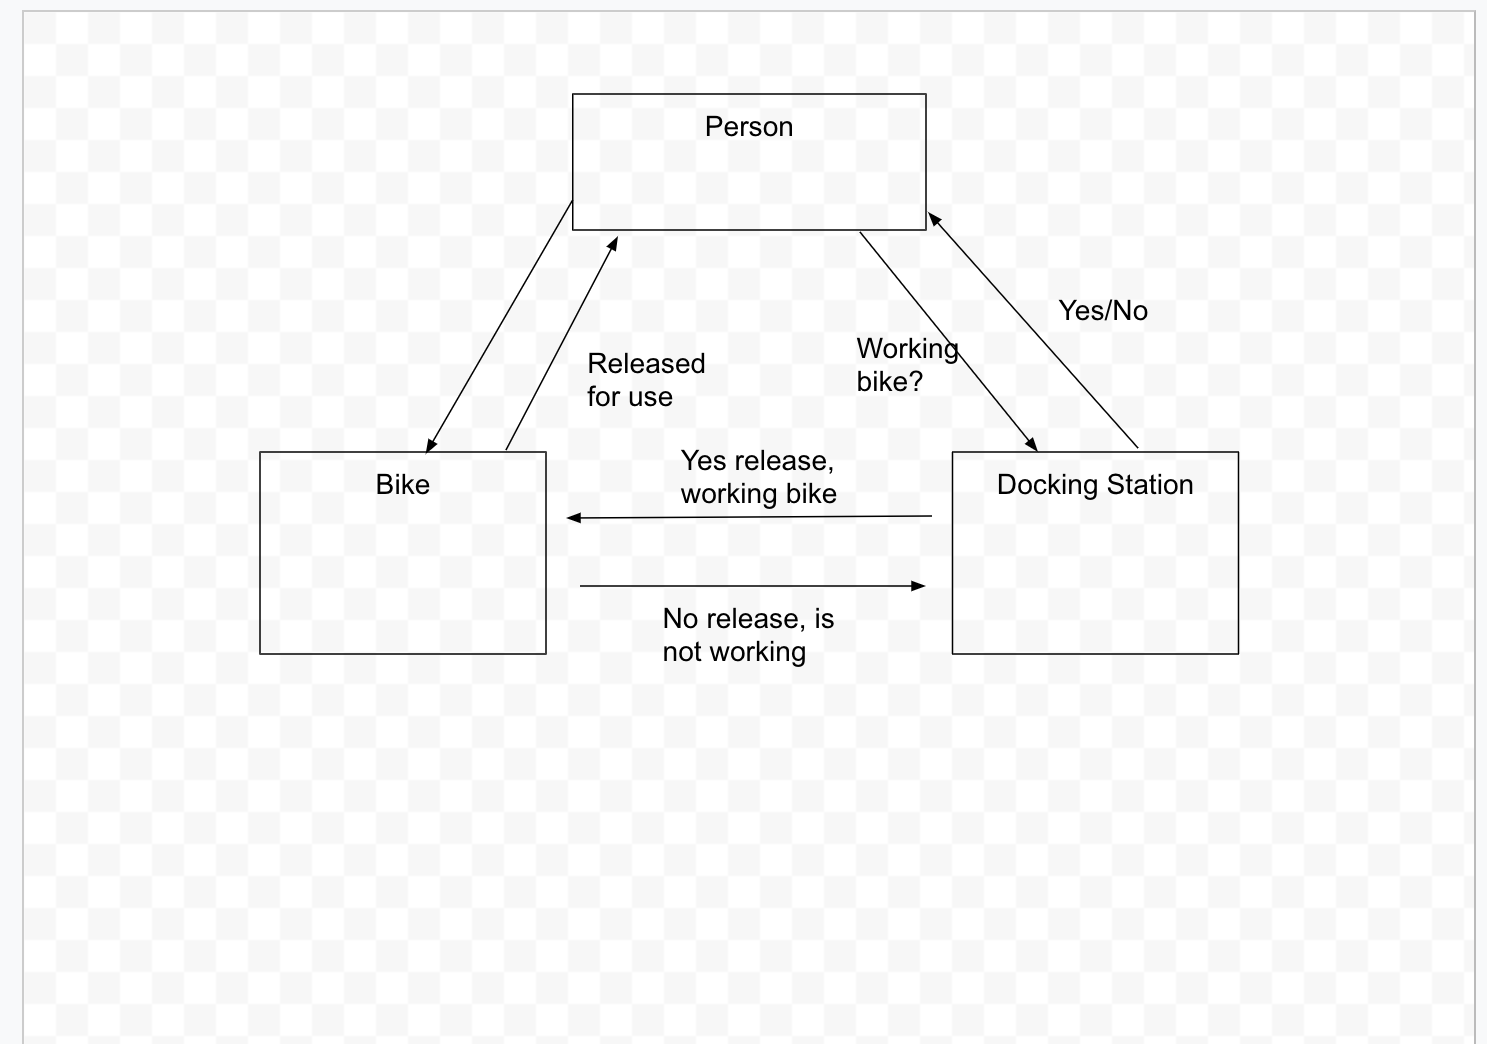 Person
Yes/No
Working
bike?
Released
for use
Yes release,
working bike
Bike
Docking Station
No release, is
not working